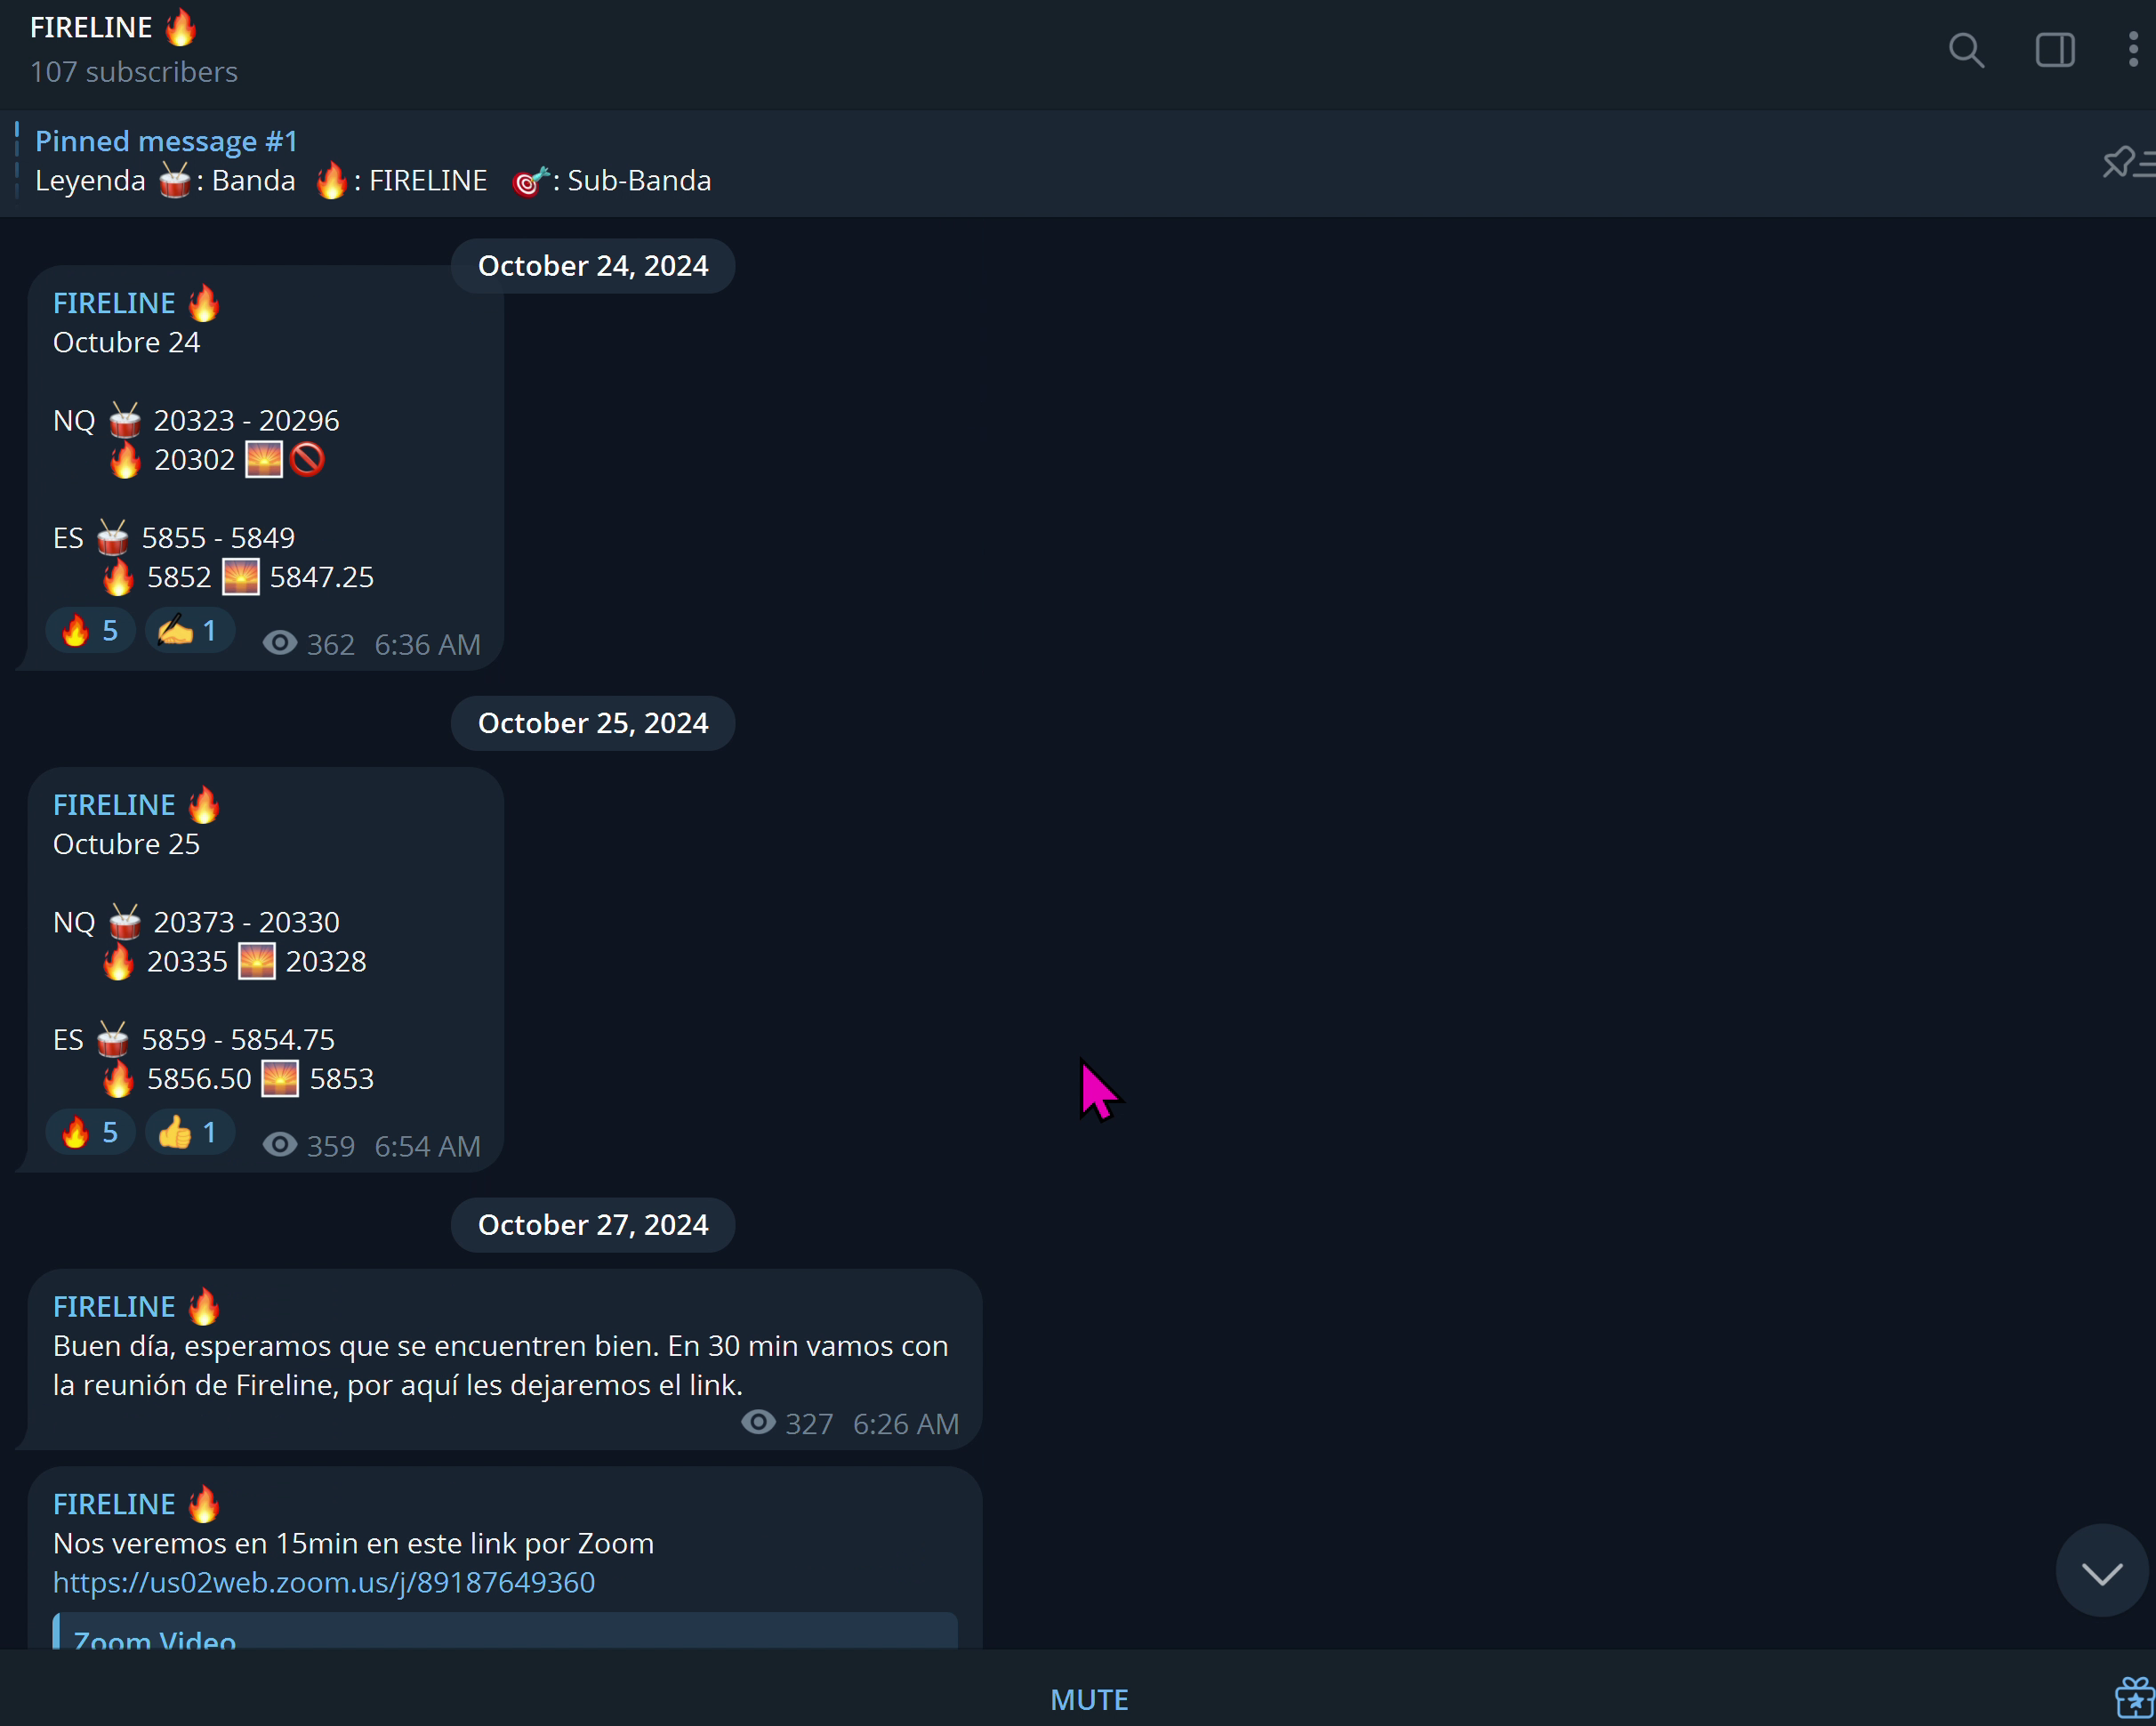 FIRELINE 🔥
107 subscribers
Pinned message #1
Leyenda 🥁: Banda 🔥: FIRELINE 🎯: Sub-Banda
October 24, 2024
FIRELINE 🔥
Octubre 24
NQ 🥁 20323 - 20296
🔥 20302 🌅🚫
ES 🥁 5855 - 5849
🔥 5852 🌅 5847.25
🔥 5 ✍️ 1 362 6:36 AM
October 25, 2024
FIRELINE 🔥
Octubre 25
NQ 🥁 20373 - 20330
🔥 20335 🌅 20328
ES 🥁 5859 - 5854.75
🔥 5856.50 🌅 5853
🔥 5 👍 1 359 6:54 AM
October 27, 2024
FIRELINE 🔥
Buen día, esperamos que se encuentren bien. En 30 min vamos con
la reunión de Fireline, por aquí les dejaremos el link.
327 6:26 AM
FIRELINE 🔥
Nos veremos en 15min en este link por Zoom
https://us02web.zoom.us/j/89187649360
Zoom Video
MUTE